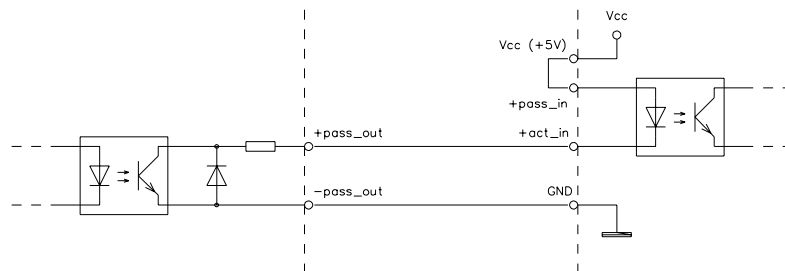 Vcc
Vcc (+5V)
+pass_in
+pass_out
+act_in
-pass_out
GND